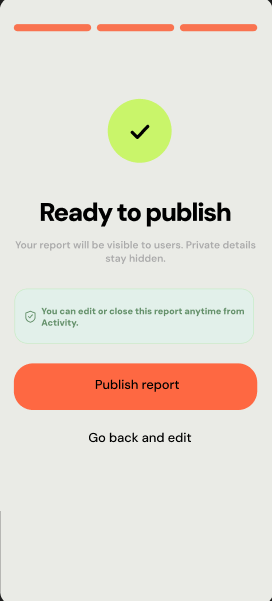 Ready to publish
Your report will be visible to users. Private details
stay hidden.
You can edit or close this report anytime from
Activity.
Publish report
Go back and edit